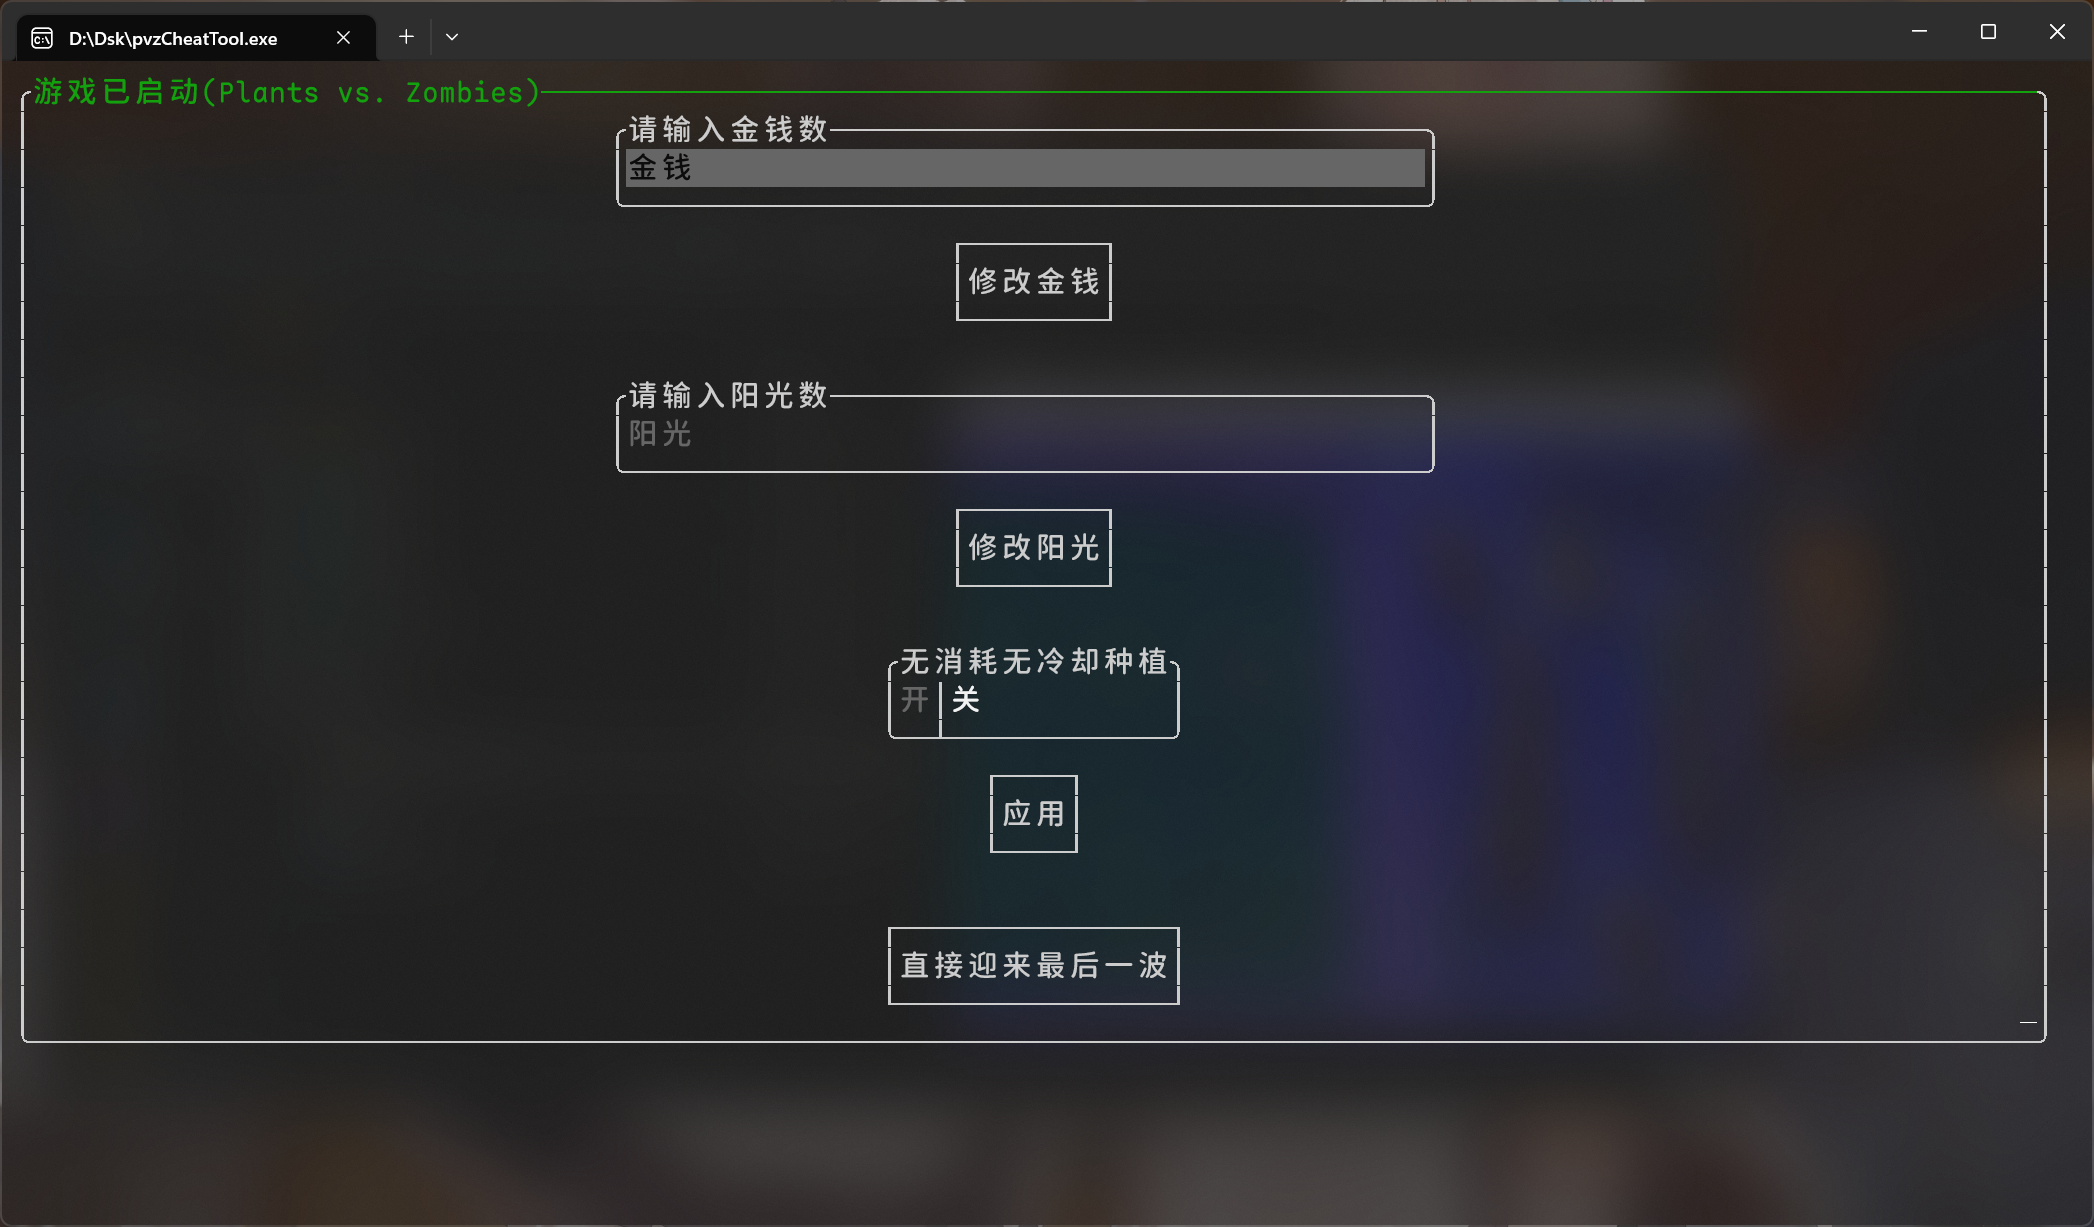 D:\Dsk\pvzCheatTool.exe
游戏已启动(Plants vs. Zombies)
请输入金钱数
金钱
修改金钱
请输入阳光数
阳光
修改阳光
无消耗无冷却种植
开 关
应用
直接迎来最后一波